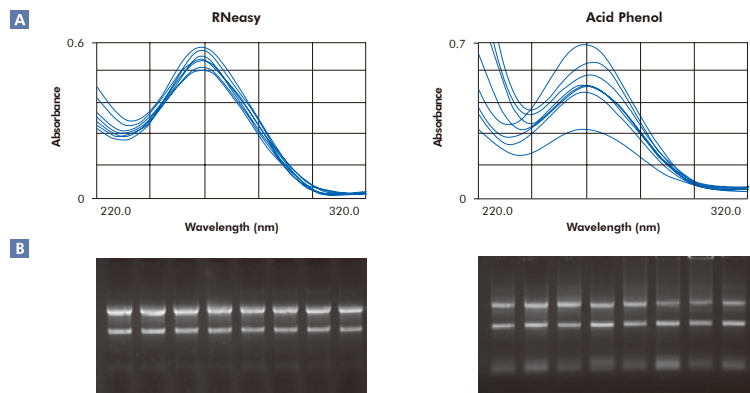 A
RNeasy
0.6
Absorbance
0
220.0
320.0
Wavelength (nm)
Acid Phenol
0.7
Absorbance
0
220.0
320.0
Wavelength (nm)
B